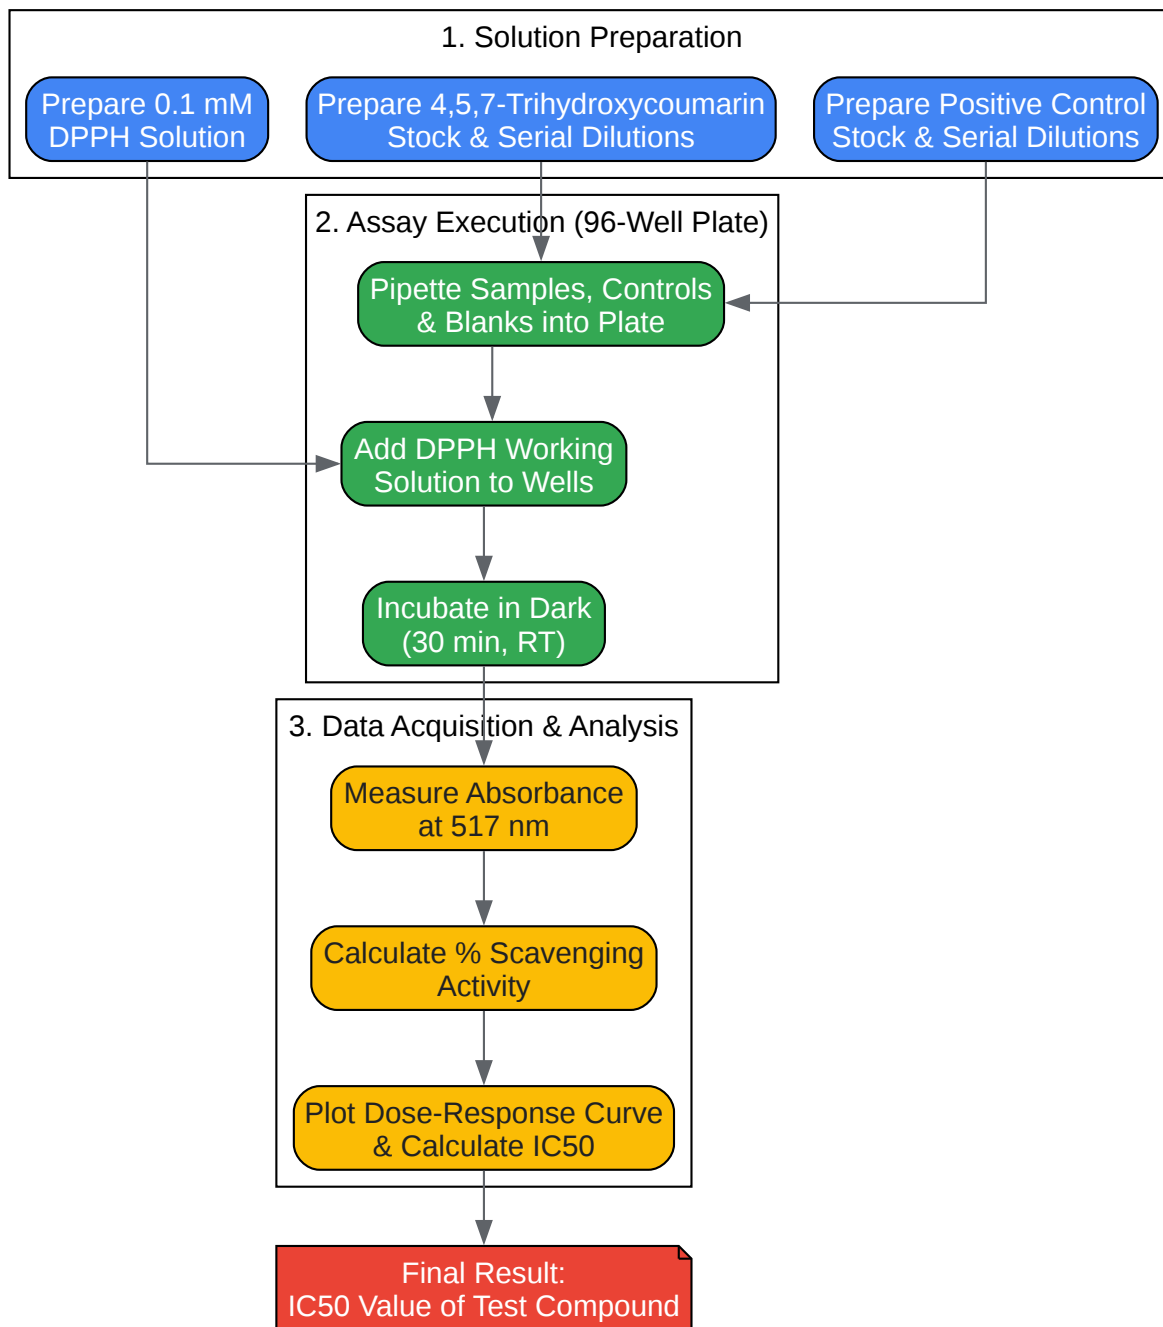 1. Solution Preparation
Prepare 0.1 mM
DPPH Solution
Prepare 4,5,7-Trihydroxycoumarin
Stock & Serial Dilutions
Prepare Positive Control
Stock & Serial Dilutions
2. Assay Execution (96-Well Plate)
Pipette Samples, Controls
& Blanks into Plate
Add DPPH Working
Solution to Wells
Incubate in Dark
(30 min, RT)
3. Data Acquisition & Analysis
Measure Absorbance
at 517 nm
Calculate % Scavenging
Activity
Plot Dose-Response Curve
& Calculate IC50
Final Result:
IC50 Value of Test Compound